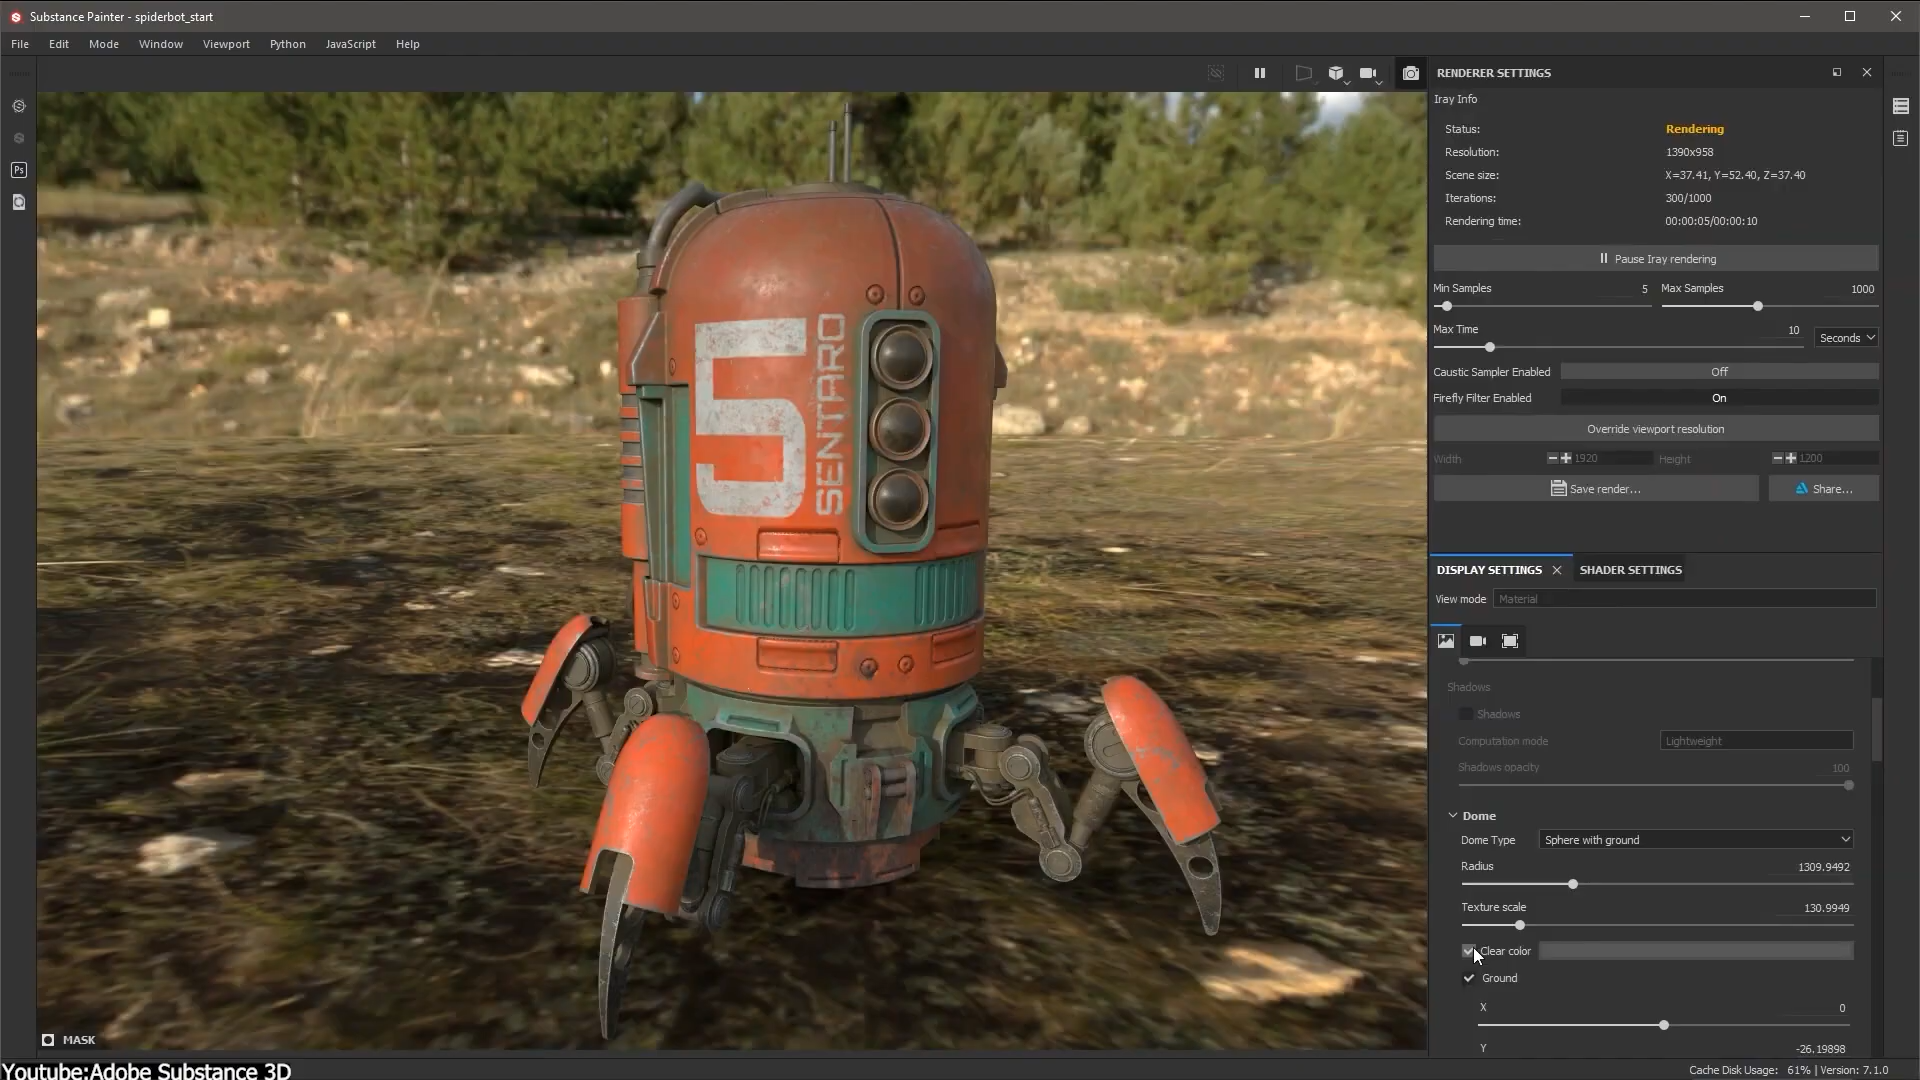 Substance Painter - spiderbot_start
File Edit Mode Window Viewport Python JavaScript Help
Ps
5
SENTARO
MASK
RENDERER SETTINGS
Iray Info
Status: Rendering
Resolution: 1390x958
Scene size: X=37.41, Y=52.40, Z=37.40
Iterations: 300/1000
Rendering time: 00:00:05/00:00:10
Pause Iray rendering
Min Samples 5 Max Samples 1000
Max Time 10 Seconds
Caustic Sampler Enabled Off
Firefly Filter Enabled On
Override viewport resolution
Width 1920 Height 1200
Save render... Share...
DISPLAY SETTINGS SHADER SETTINGS
View mode Material
Shadows
Shadows
Computation mode Lightweight
Shadows opacity 100
Dome
Dome Type Sphere with ground
Radius 1309.9492
Texture scale 130.9949
Clear color
Ground
X 0
Y -26.19898
Youtube:Adobe Substance 3D
Cache Disk Usage: 61% | Version: 7.1.0